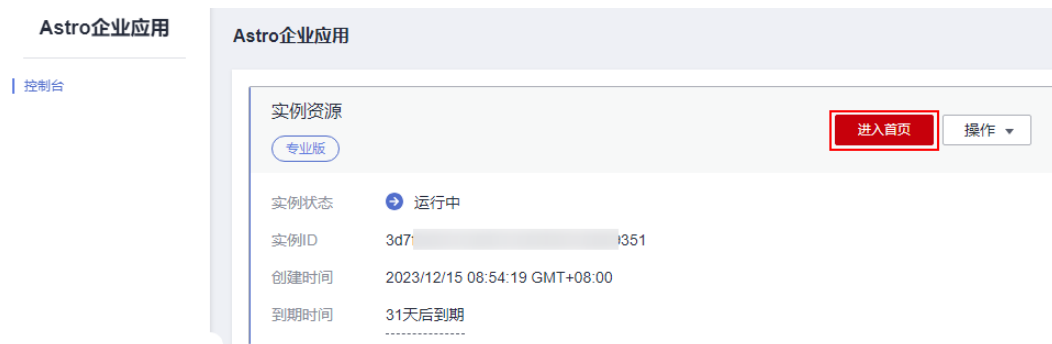 Astro企业应用
控制台
Astro企业应用
实例资源
专业版
进入首页
操作
实例状态 运行中
实例ID 3d7 351
创建时间 2023/12/15 08:54:19 GMT+08:00
到期时间 31天后到期